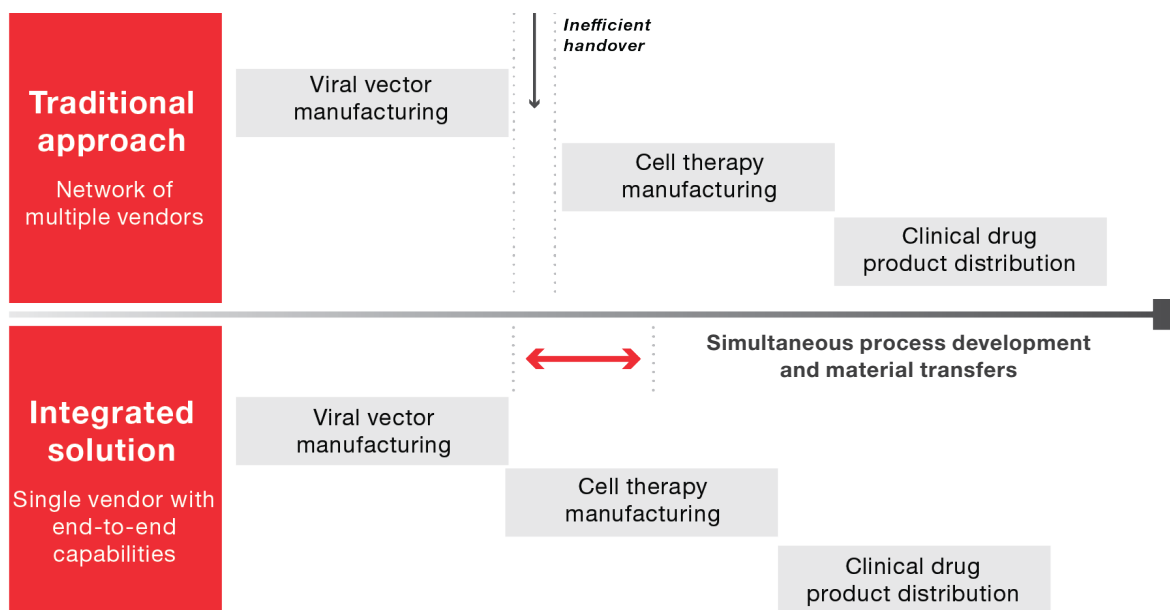 Traditional
approach
Network of
multiple vendors
Inefficient
handover
Viral vector
manufacturing
Cell therapy
manufacturing
Clinical drug
product distribution
Integrated
solution
Single vendor with
end-to-end
capabilities
Simultaneous process development
and material transfers
Viral vector
manufacturing
Cell therapy
manufacturing
Clinical drug
product distribution